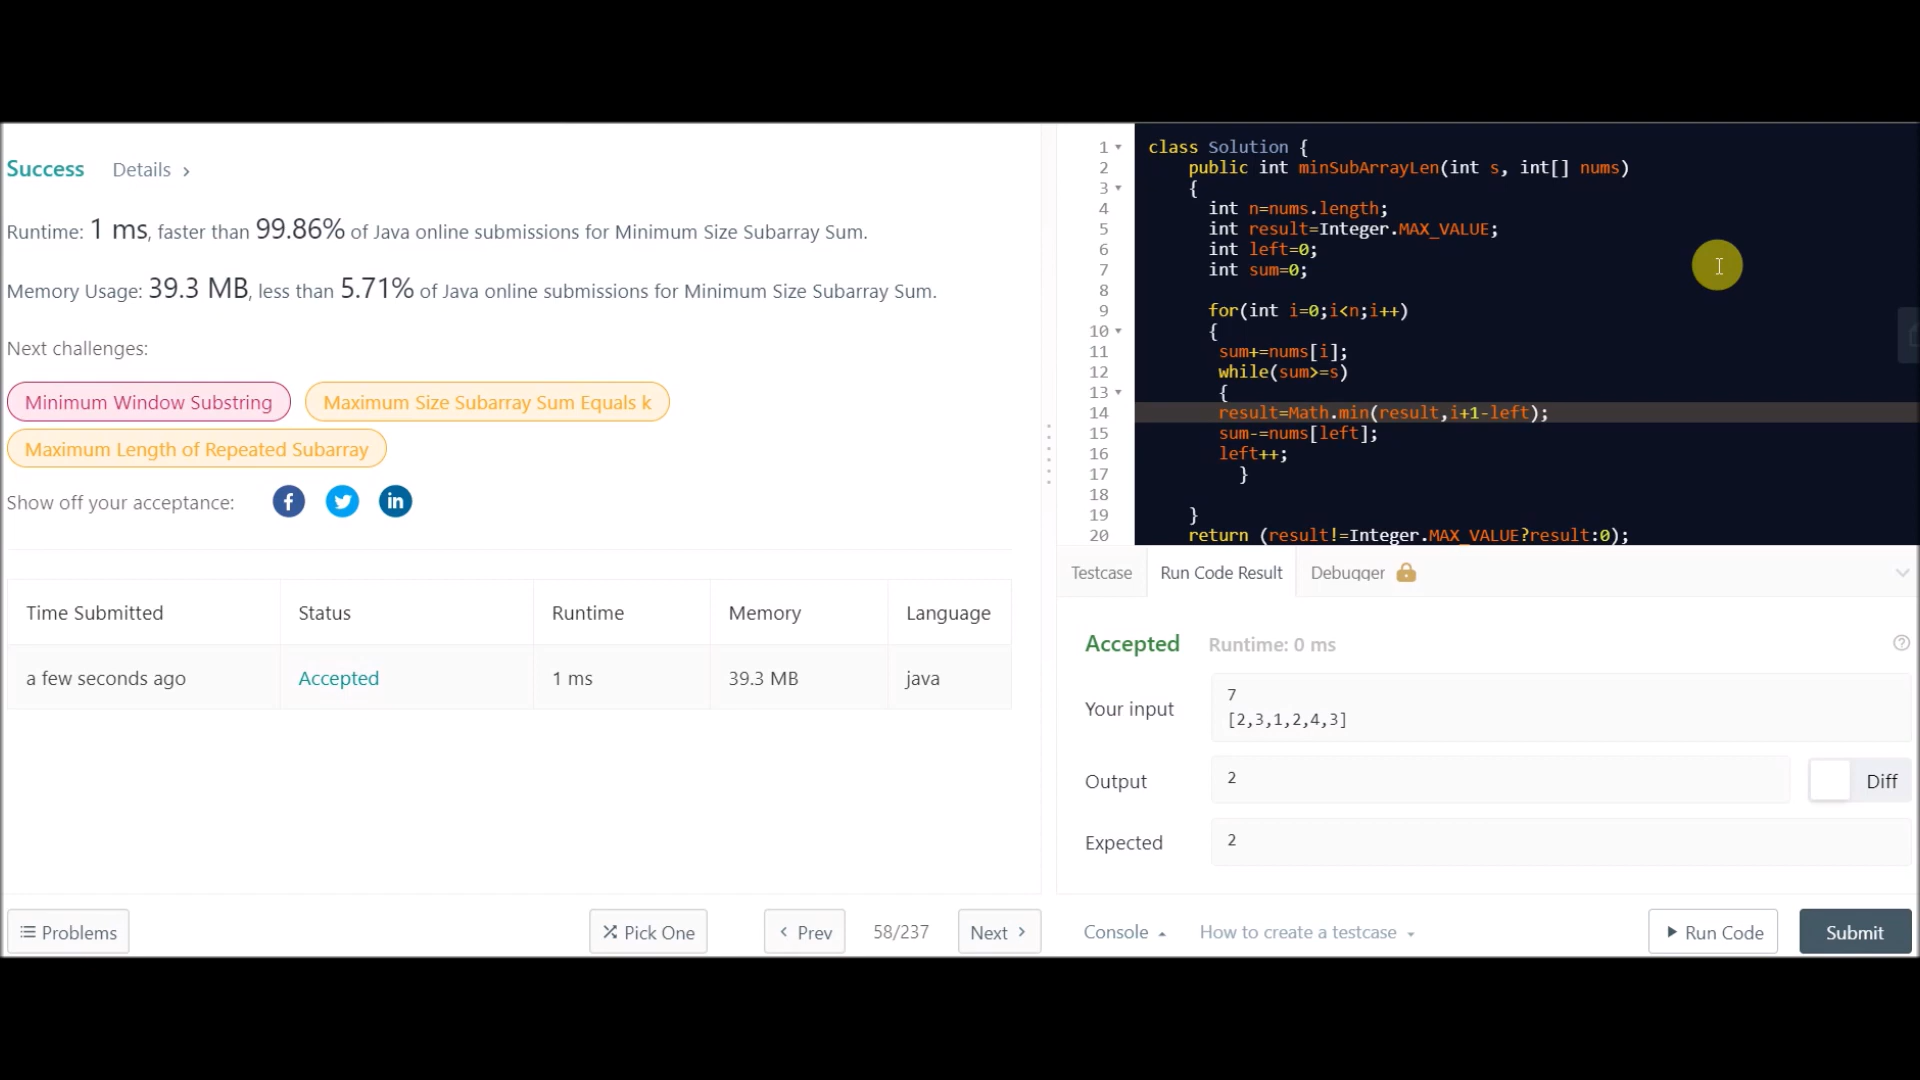 Success Details >
Runtime: 1 ms, faster than 99.86% of Java online submissions for Minimum Size Subarray Sum.
Memory Usage: 39.3 MB, less than 5.71% of Java online submissions for Minimum Size Subarray Sum.
Next challenges:
Minimum Window Substring
Maximum Size Subarray Sum Equals k
Maximum Length of Repeated Subarray
Show off your acceptance:
Time Submitted Status Runtime Memory Language
a few seconds ago Accepted 1 ms 39.3 MB java
Problems
Pick One
< Prev
58/237
Next >
1 class Solution {
2 public int minSubArrayLen(int s, int[] nums)
3 {
4 int n=nums.length;
5 int result=Integer.MAX_VALUE;
6 int left=0;
7 int sum=0;
8
9 for(int i=0;i<n;i++)
10 {
11 sum+=nums[i];
12 while(sum>=s)
13 {
14 result=Math.min(result,i+1-left);
15 sum-=nums[left];
16 left++;
17 }
18
19 }
20 return (result!=Integer.MAX_VALUE?result:0);
Testcase Run Code Result Debugger
Accepted Runtime: 0 ms
Your input
7
[2,3,1,2,4,3]
Output
2
Diff
Expected
2
Console
How to create a testcase
Run Code
Submit